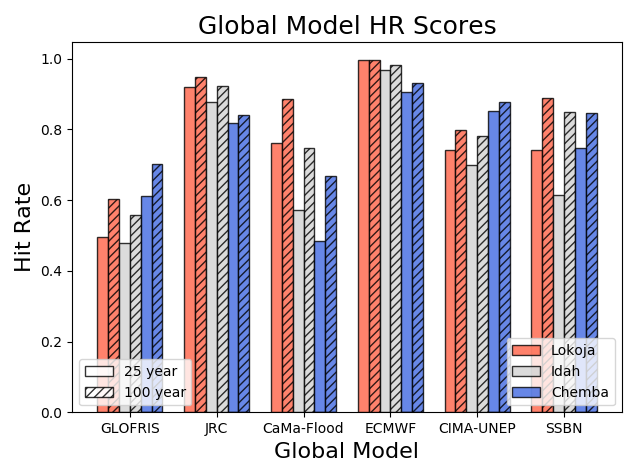 Global Model HR Scores
Hit Rate
1.0
0.8
0.6
0.4
0.2
0.0
25 year
100 year
Lokoja
Idah
Chemba
GLOFRIS JRC CaMa-Flood ECMWF CIMA-UNEP SSBN
Global Model